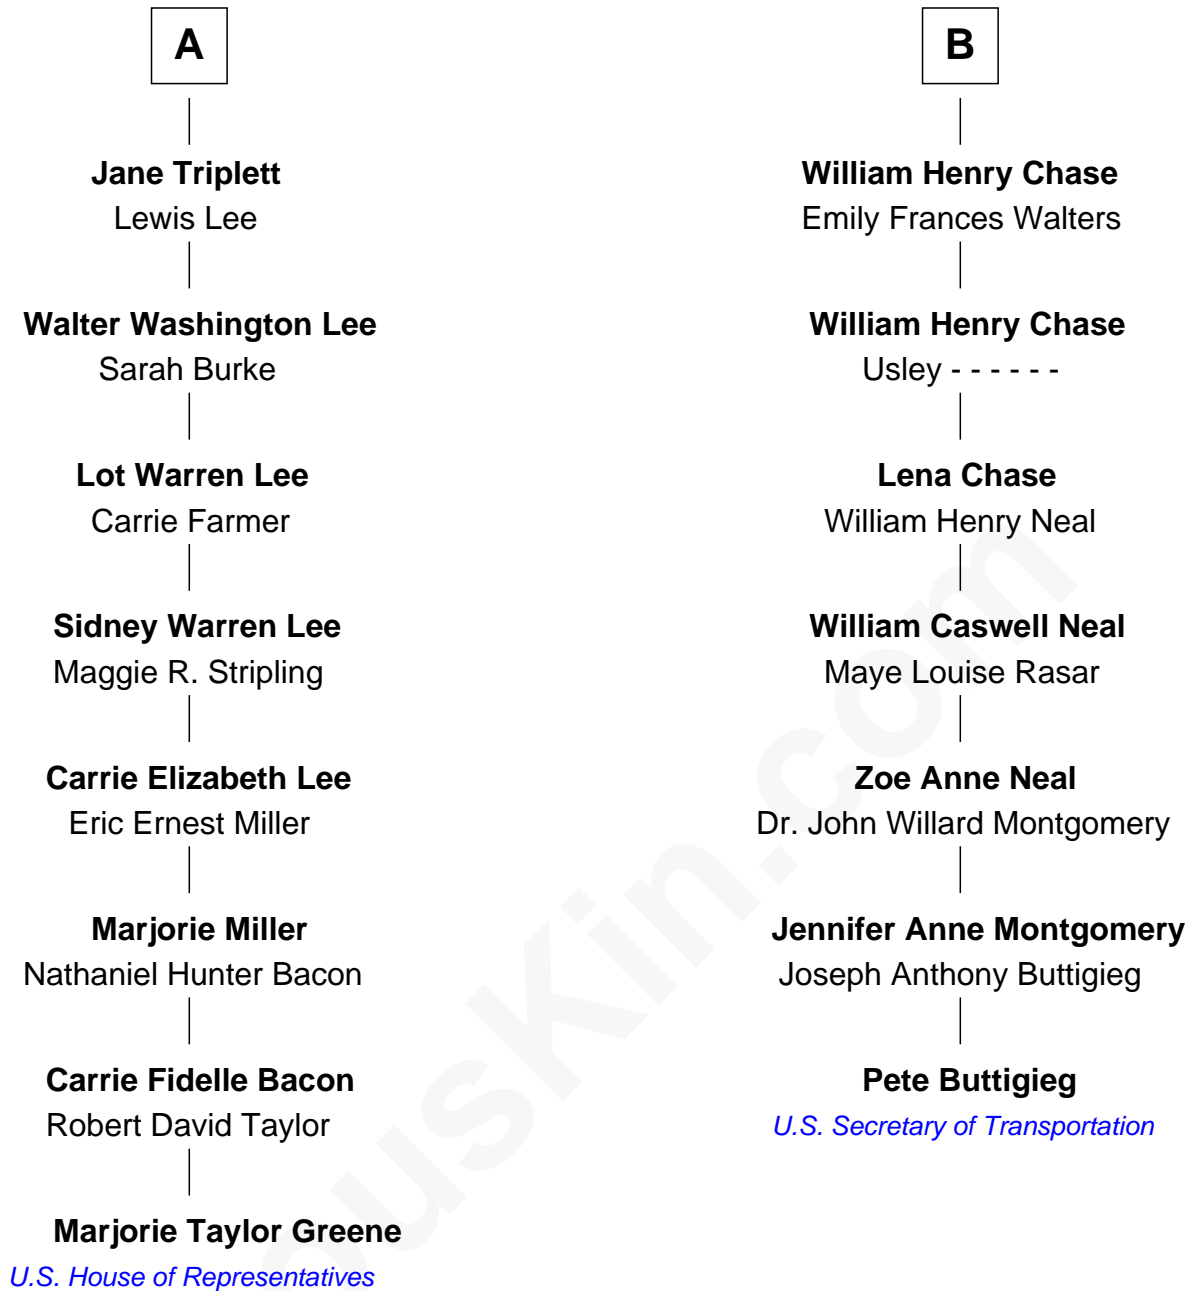 A
Jane Triplett
Lewis Lee
Walter Washington Lee
Sarah Burke
Lot Warren Lee
Carrie Farmer
Sidney Warren Lee
Maggie R. Stripling
Carrie Elizabeth Lee
Eric Ernest Miller
Marjorie Miller
Nathaniel Hunter Bacon
Carrie Fidelle Bacon
Robert David Taylor
Marjorie Taylor Greene
U.S. House of Representatives
B
William Henry Chase
Emily Frances Walters
William Henry Chase
Usley - - - - - -
Lena Chase
William Henry Neal
William Caswell Neal
Maye Louise Rasar
Zoe Anne Neal
Dr. John Willard Montgomery
Jennifer Anne Montgomery
Joseph Anthony Buttigieg
Pete Buttigieg
U.S. Secretary of Transportation
ousKin.com